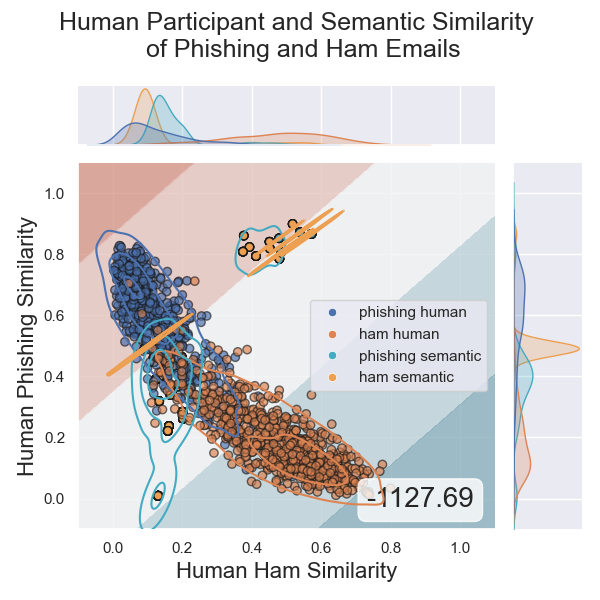 Human Participant and Semantic Similarity
of Phishing and Ham Emails
1.0
0.8
0.6
0.4
0.2
0.0
Human Phishing Similarity
phishing human
ham human
phishing semantic
ham semantic
-1127.69
0.0 0.2 0.4 0.6 0.8 1.0
Human Ham Similarity